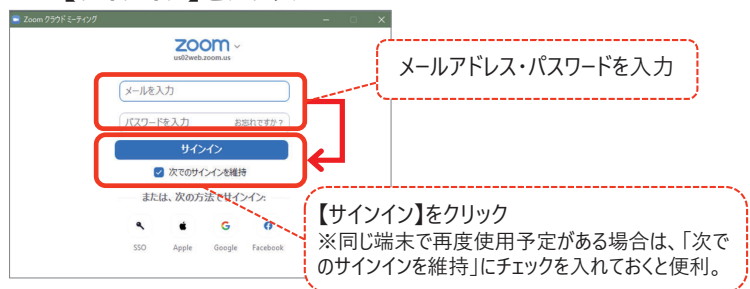 Zoom クラウドミーティング
zoom
us02web.zoom.us
メールを入力
パスワードを入力 お忘れですか?
サインイン
次でのサインインを維持
または、次の方法でサインイン:
SSO Apple Google Facebook
メールアドレス・パスワードを入力
【サインイン】をクリック
※同じ端末で再度使用予定がある場合は、「次で
のサインインを維持」にチェックを入れておくと便利。